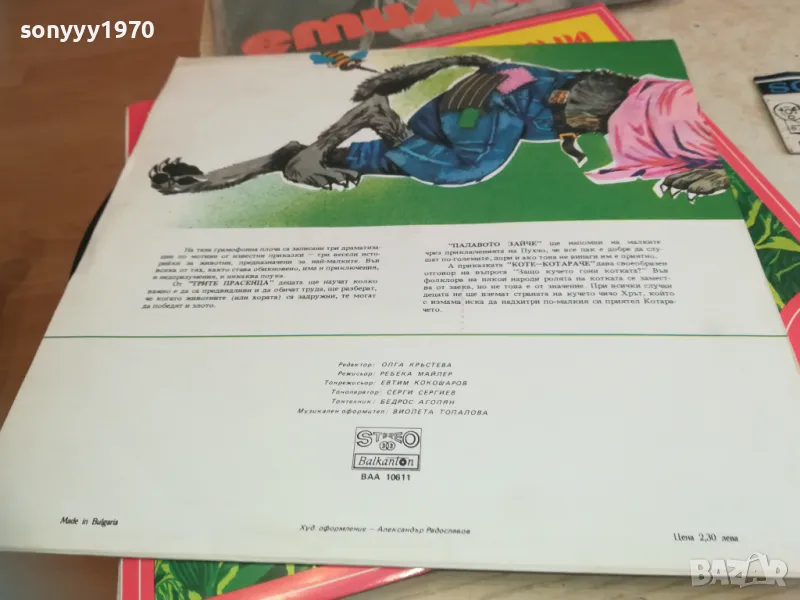 sonyyy1970
На тази грамофонна плоча са записани три драматиза-
ции по мотиви от известни приказки — три весели исто-
рийки за животни, предназначени за най-малките. Във
всяка от тях, както става обикновено, има и приключения,
и недоразумения, и някаква поука.
От "ТРИТЕ ПРАСЕНЦА" децата ще научат колко
важно е да са предвидливи и да обичат труда, ще разберат,
че когато животните (или хората) са задружни, те могат
да победят и злото.
"ПАЛАВОТО ЗАЙЧЕ" ще напомни на малките
чрез приключенията на Пухчо, че все пак е добре да слу-
шат по-големите, дори и ако това не винаги им е приятно.
А приказката "КОТЕ—КОТАРАЧЕ" дава своеобразен
отговор на въпроса "Защо кучето гони котката?" Във
фолклора на някои народи ролята на котката се замест-
ва от заека, но не това е от значение. При всички случаи
децата не ще вземат страната на кучето чичо Хрът, който
с измама иска да надхитри по-малкия си приятел Котара-
чето.
Редактор: ОЛГА КРЪСТЕВА
Режисьор: РЕБЕКА МАЙЛЕР
Тонрежисьор: ЕВТИМ КОКОШАРОВ
Тоноператор: СЕРГИ СЕРГИЕВ
Тонтехник: БЕДРОС АГОПЯН
Музикален оформител: ВИОЛЕТА ТОПАЛОВА
STEREO
33
Balkanton
ВАА 10611
Made in Bulgaria
Худ. оформление — Александър Радославов
Цена 2,30 лева
BAZAR